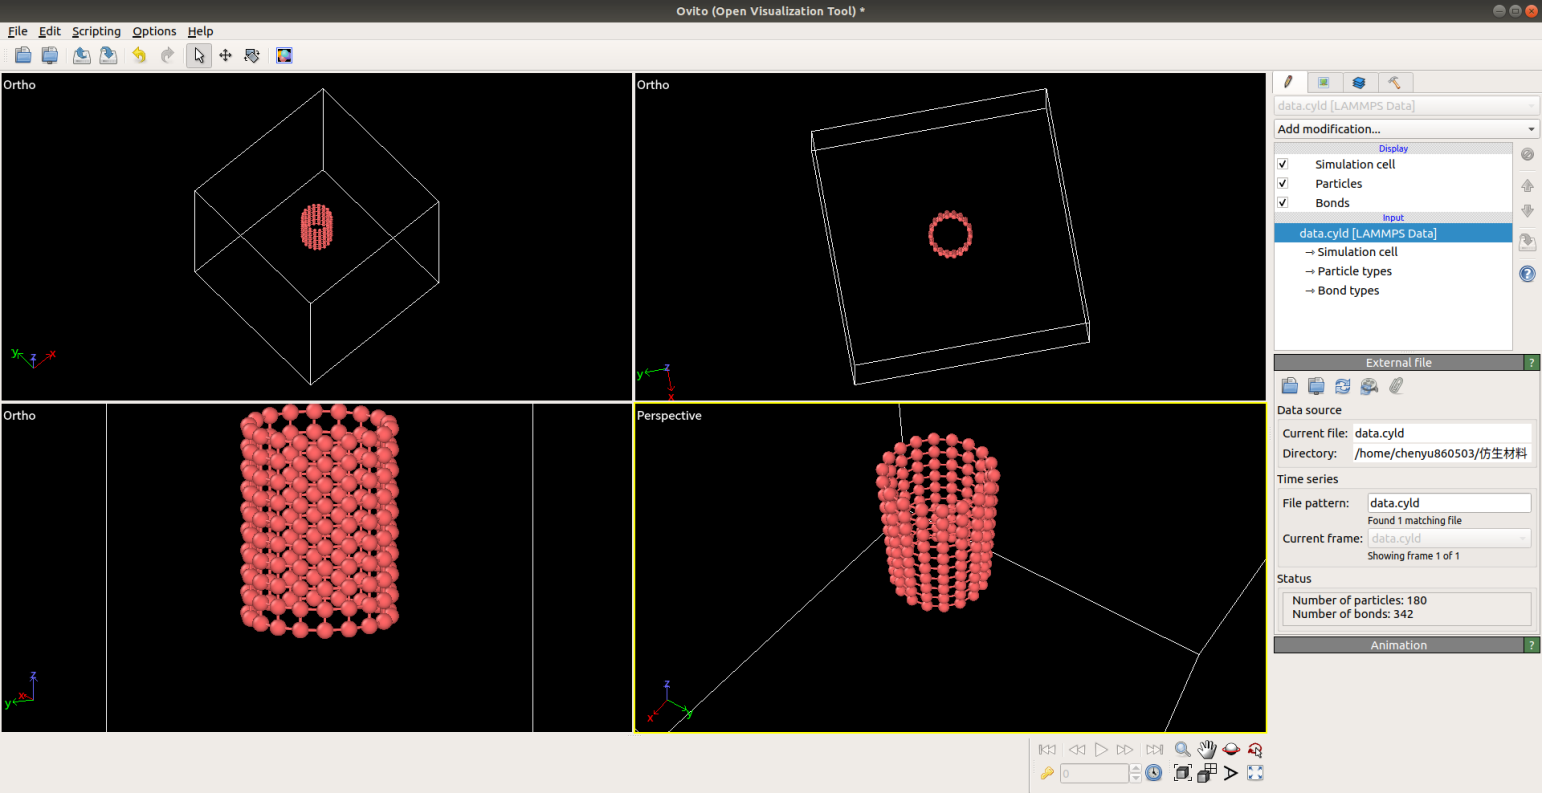 Ovito (Open Visualization Tool) *
File Edit Scripting Options Help
Ortho
Ortho
data.cyld [LAMMPS Data]
Add modification...
Display
Simulation cell
Particles
Bonds
Input
data.cyld [LAMMPS Data]
→ Simulation cell
→ Particle types
→ Bond types
y z x
y z x
External file ?
Data source
Current file: data.cyld
Directory: /home/chenyu860503/仿生材料
Time series
File pattern: data.cyld
Found 1 matching file
Current frame: data.cyld
Showing frame 1 of 1
Status
Number of particles: 180
Number of bonds: 342
Animation ?
Ortho
Perspective
z x y
z x y
0